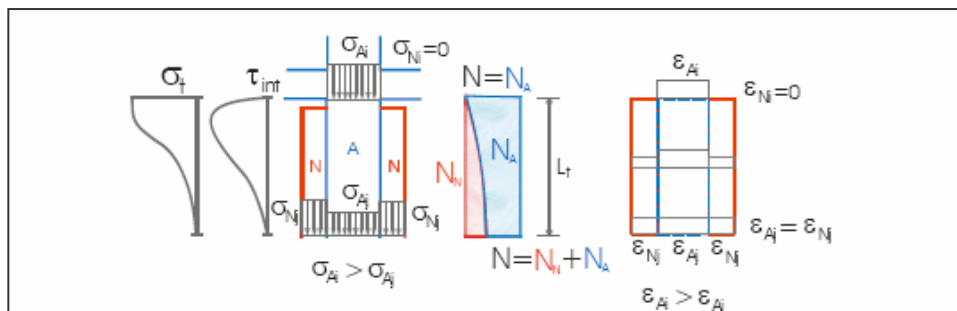 σAi
σNi=0
σt
τint
N=NA
εAi
εNi=0
N
A
N
NN
NA
Lt
σNj
σAj
σNj
εAj = εNj
N=NN+NA
εNj
εAj
εNj
σAi > σAj
εAi > εAj